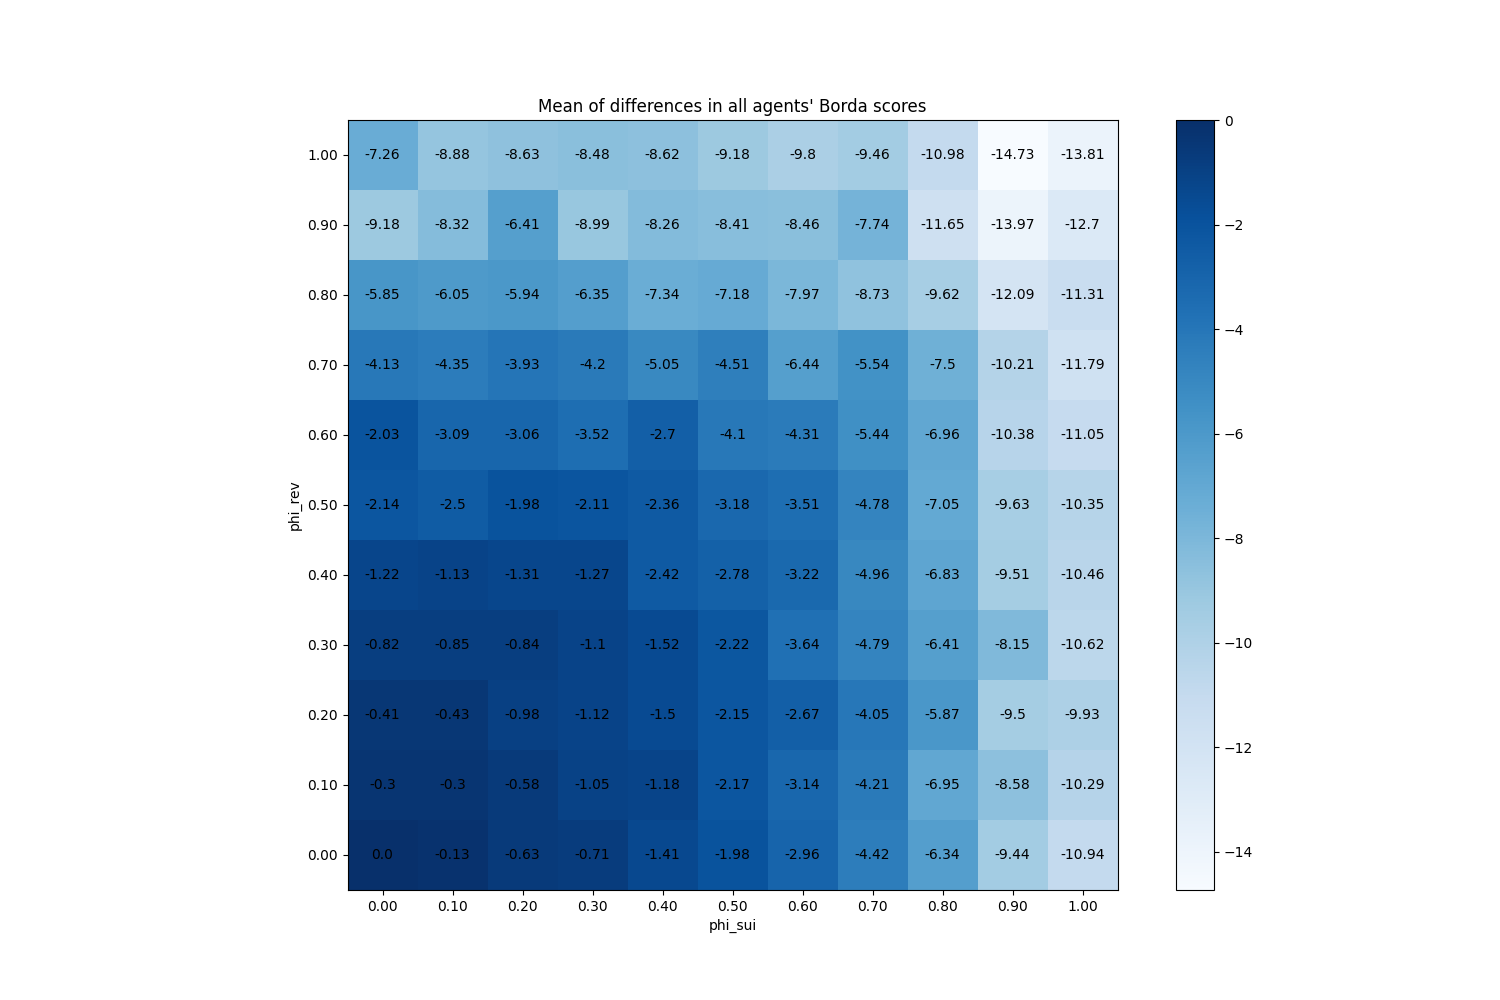 Mean of differences in all agents' Borda scores
1.00 -7.26 -8.88 -8.63 -8.48 -8.62 -9.18 -9.8 -9.46 -10.98 -14.73 -13.81
0.90 -9.18 -8.32 -6.41 -8.99 -8.26 -8.41 -8.46 -7.74 -11.65 -13.97 -12.7
0.80 -5.85 -6.05 -5.94 -6.35 -7.34 -7.18 -7.97 -8.73 -9.62 -12.09 -11.31
0.70 -4.13 -4.35 -3.93 -4.2 -5.05 -4.51 -6.44 -5.54 -7.5 -10.21 -11.79
0.60 -2.03 -3.09 -3.06 -3.52 -2.7 -4.1 -4.31 -5.44 -6.96 -10.38 -11.05
phi_rev
0.50 -2.14 -2.5 -1.98 -2.11 -2.36 -3.18 -3.51 -4.78 -7.05 -9.63 -10.35
0.40 -1.22 -1.13 -1.31 -1.27 -2.42 -2.78 -3.22 -4.96 -6.83 -9.51 -10.46
0.30 -0.82 -0.85 -0.84 -1.1 -1.52 -2.22 -3.64 -4.79 -6.41 -8.15 -10.62
0.20 -0.41 -0.43 -0.98 -1.12 -1.5 -2.15 -2.67 -4.05 -5.87 -9.5 -9.93
0.10 -0.3 -0.3 -0.58 -1.05 -1.18 -2.17 -3.14 -4.21 -6.95 -8.58 -10.29
0.00 0.0 -0.13 -0.63 -0.71 -1.41 -1.98 -2.96 -4.42 -6.34 -9.44 -10.94
0.00 0.10 0.20 0.30 0.40 0.50 0.60 0.70 0.80 0.90 1.00
phi_sui
0
−2
−4
−6
−8
−10
−12
−14